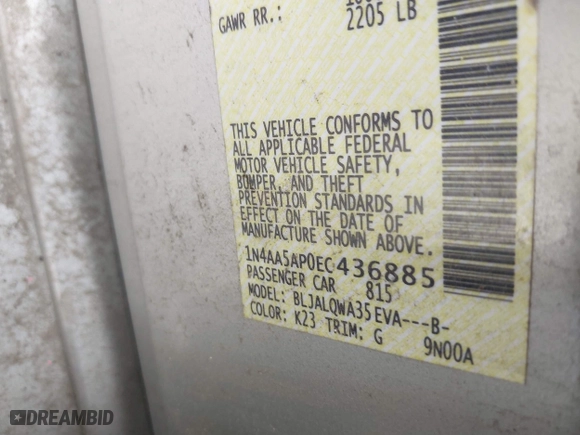 GAWR RR.:
2205 LB
THIS VEHICLE CONFORMS TO
ALL APPLICABLE FEDERAL
MOTOR VEHICLE SAFETY,
BUMPER, AND THEFT
PREVENTION STANDARDS IN
EFFECT ON THE DATE OF
MANUFACTURE SHOWN ABOVE.
1N4AA5AP0EC436885
PASSENGER CAR 815
MODEL: BLJALQWA35EVA---B-
COLOR: K23 TRIM: G 9N00A
DREAMBID